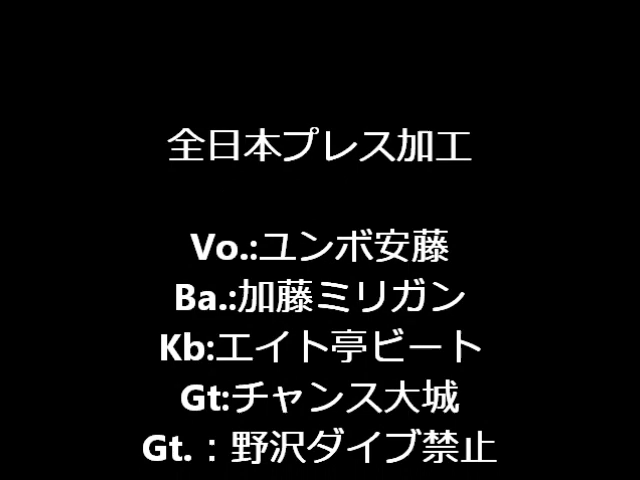 全日本プレス加工
Vo.:ユンボ安藤
Ba.:加藤ミリガン
Kb:エイト亭ビート
Gt:チャンス大城
Gt.：野沢ダイブ禁止